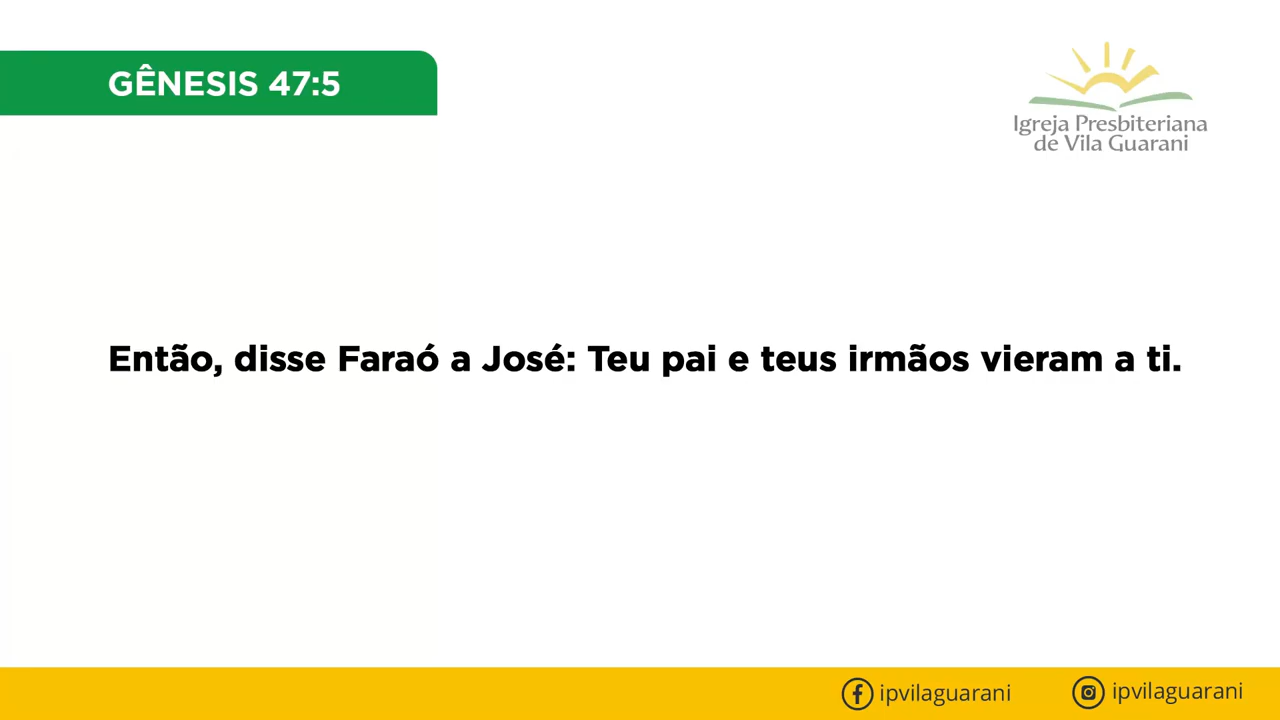 GÊNESIS 47:5
Igreja Presbiteriana
de Vila Guarani
Então, disse Faraó a José: Teu pai e teus irmãos vieram a ti.
ipvilaguarani
ipvilaguarani